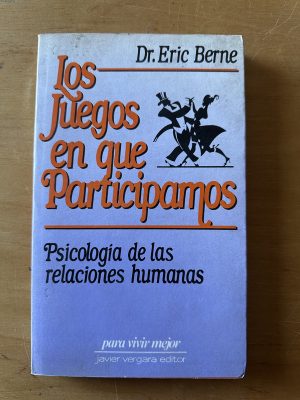 Dr. Eric Berne
Los
Juegos
en que
Participamos
Psicología de las
relaciones humanas
para vivir mejor
javier vergara editor